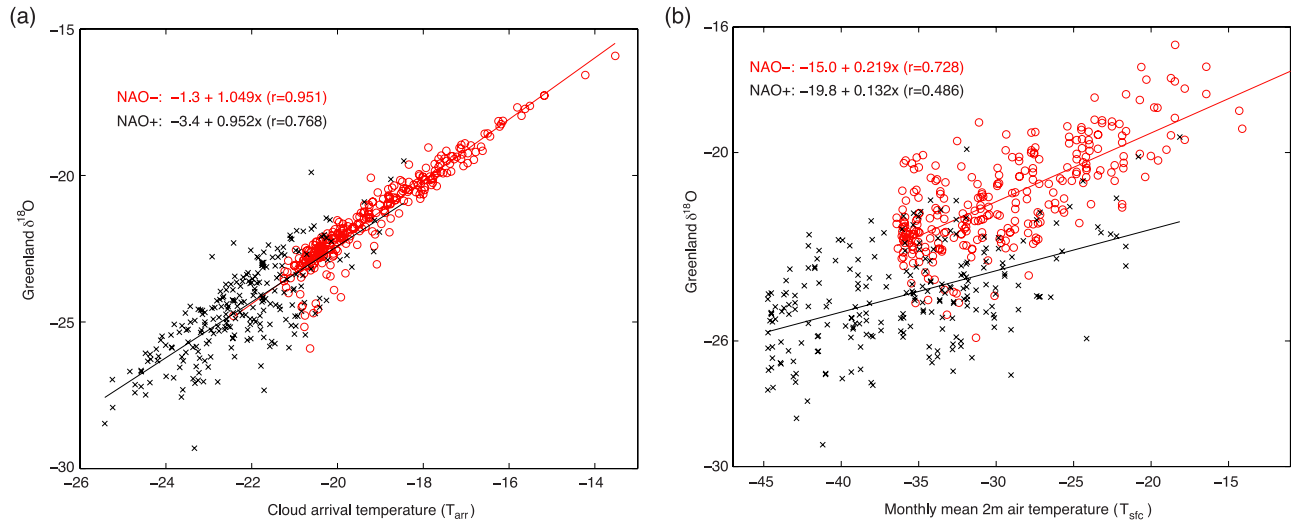 (a)
−15
−20
−25
−30
Greenland δ18O
NAO−: −1.3 + 1.049x (r=0.951)
NAO+: −3.4 + 0.952x (r=0.768)
−26 −24 −22 −20 −18 −16 −14
Cloud arrival temperature (Tarr)
(b)
−16
−20
−26
−30
Greenland δ18O
NAO−: −15.0 + 0.219x (r=0.728)
NAO+: −19.8 + 0.132x (r=0.486)
−45 −40 −35 −30 −25 −20 −15
Monthly mean 2m air temperature (Tsfc)